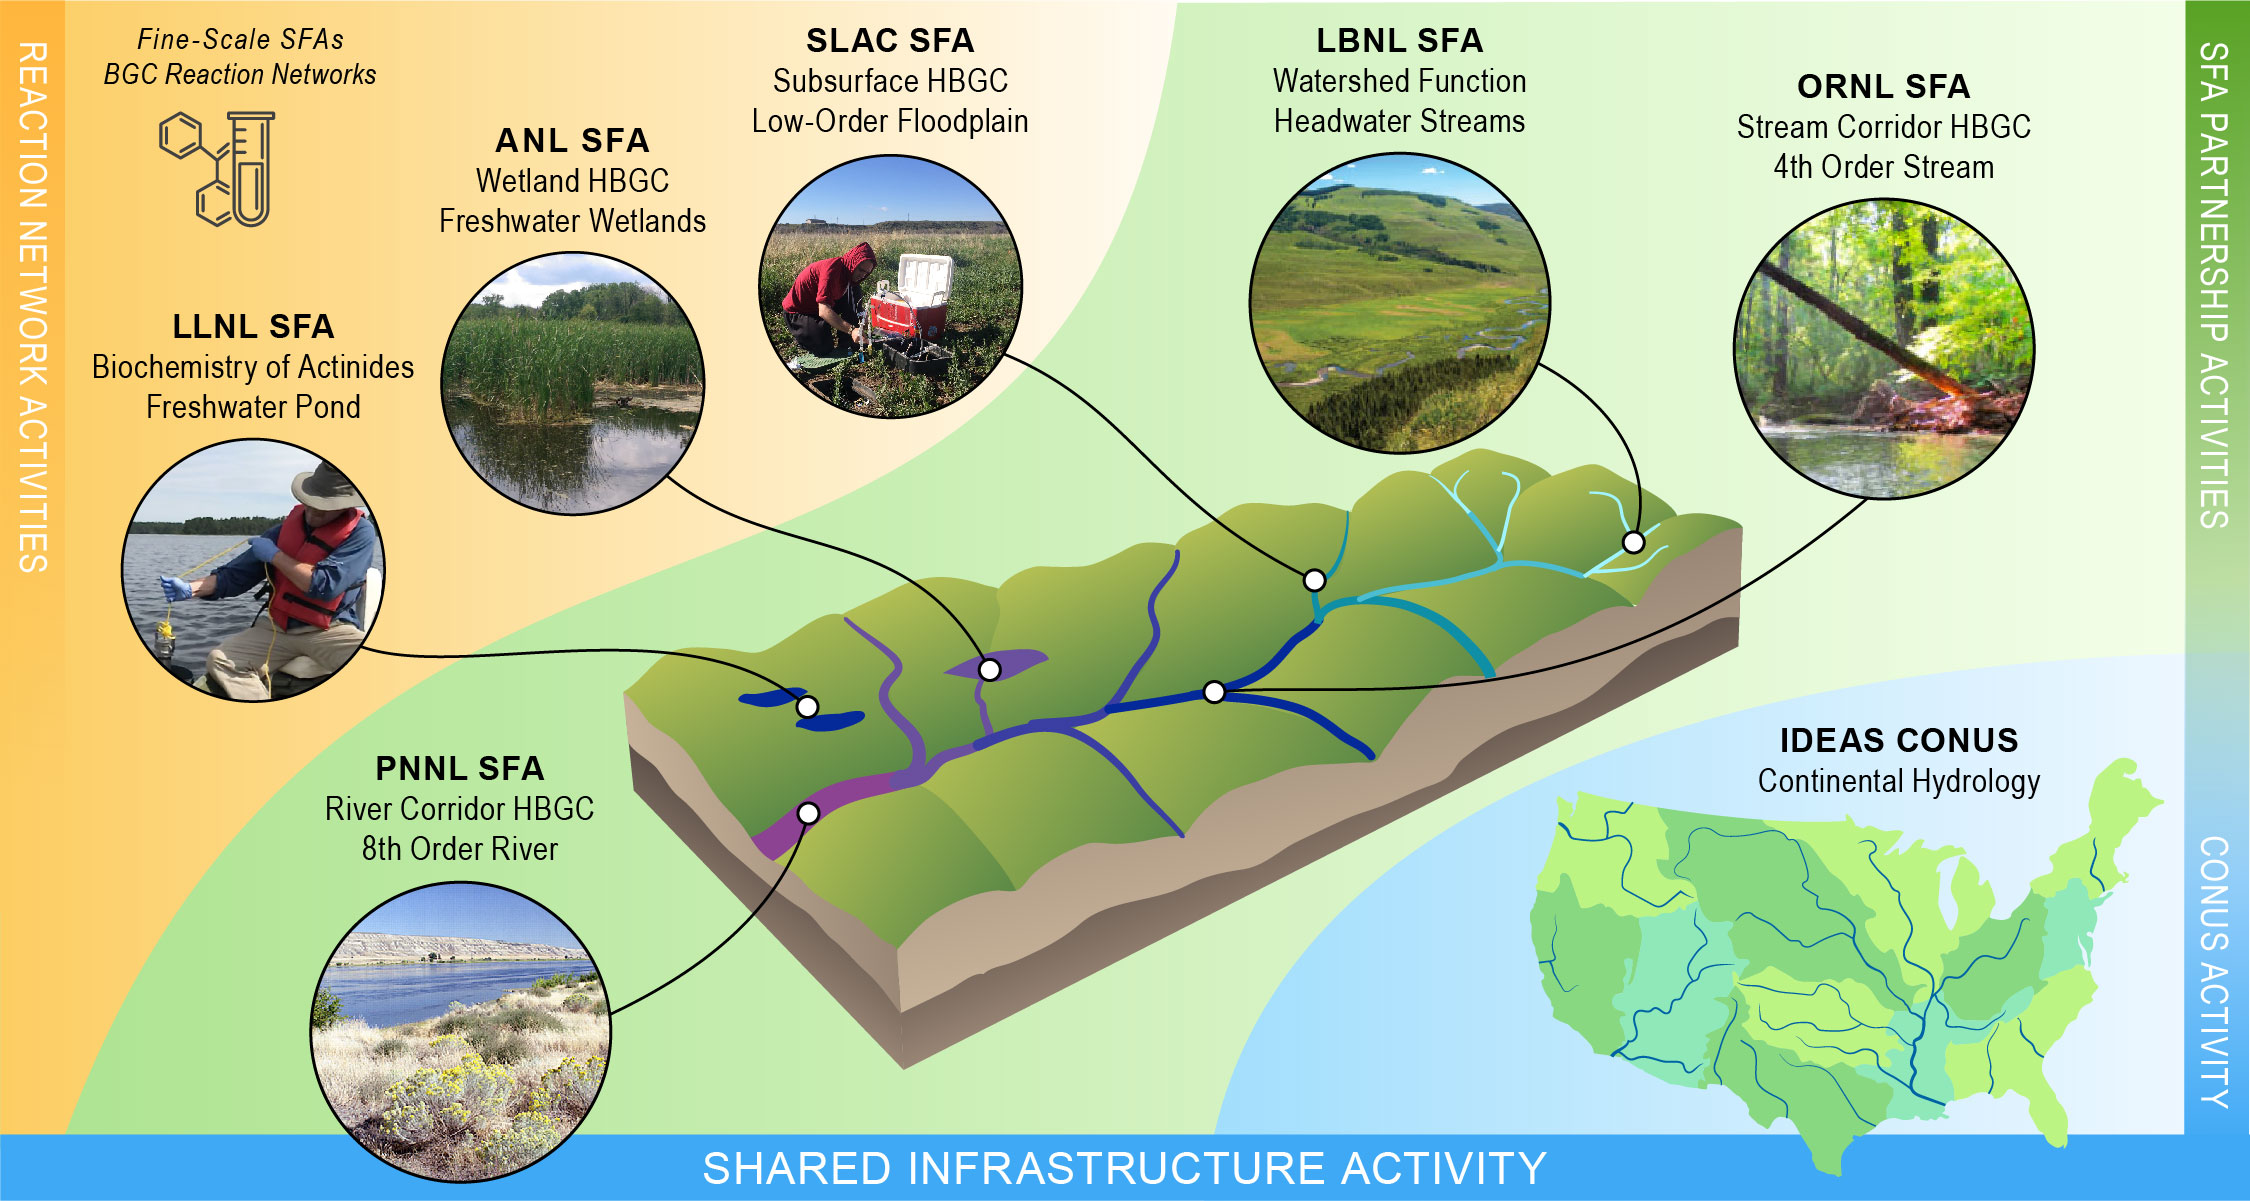 REACTION NETWORK ACTIVITIES
Fine-Scale SFAs
BGC Reaction Networks
LLNL SFA
Biochemistry of Actinides
Freshwater Pond
ANL SFA
Wetland HBGC
Freshwater Wetlands
SLAC SFA
Subsurface HBGC
Low-Order Floodplain
LBNL SFA
Watershed Function
Headwater Streams
ORNL SFA
Stream Corridor HBGC
4th Order Stream
SFA PARTNERSHIP ACTIVITIES
PNNL SFA
River Corridor HBGC
8th Order River
IDEAS CONUS
Continental Hydrology
CONUS ACTIVITY
SHARED INFRASTRUCTURE ACTIVITY